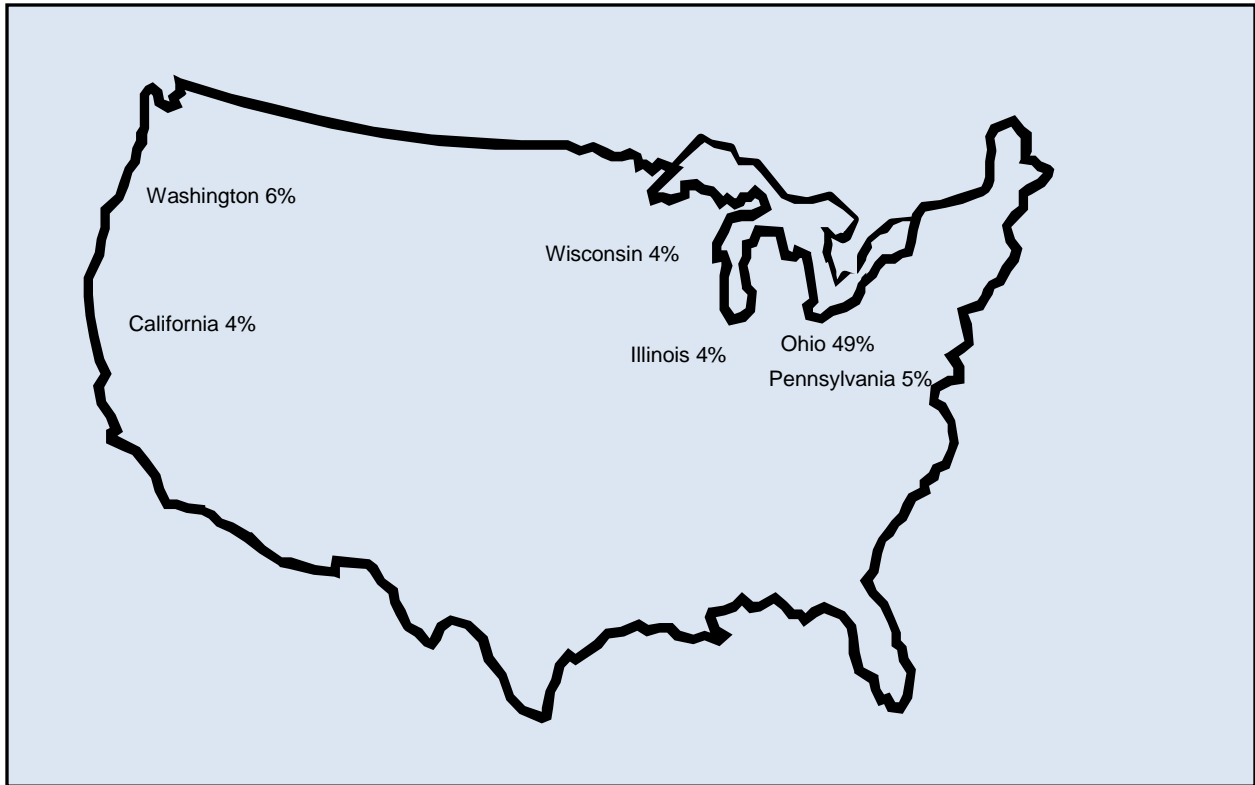 Washington 6%
Wisconsin 4%
California 4%
Illinois 4%
Ohio 49%
Pennsylvania 5%